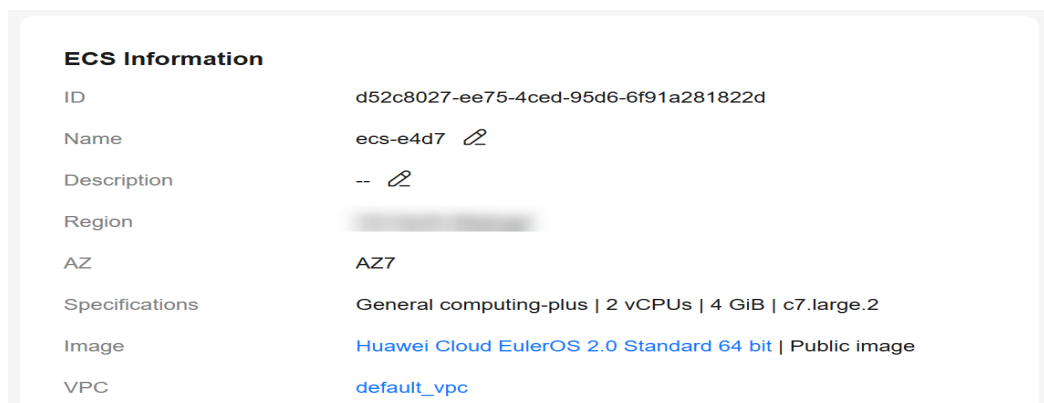 ECS Information
ID d52c8027-ee75-4ced-95d6-6f91a281822d
Name ecs-e4d7
Description --
Region
AZ AZ7
Specifications General computing-plus | 2 vCPUs | 4 GiB | c7.large.2
Image Huawei Cloud EulerOS 2.0 Standard 64 bit | Public image
VPC default_vpc